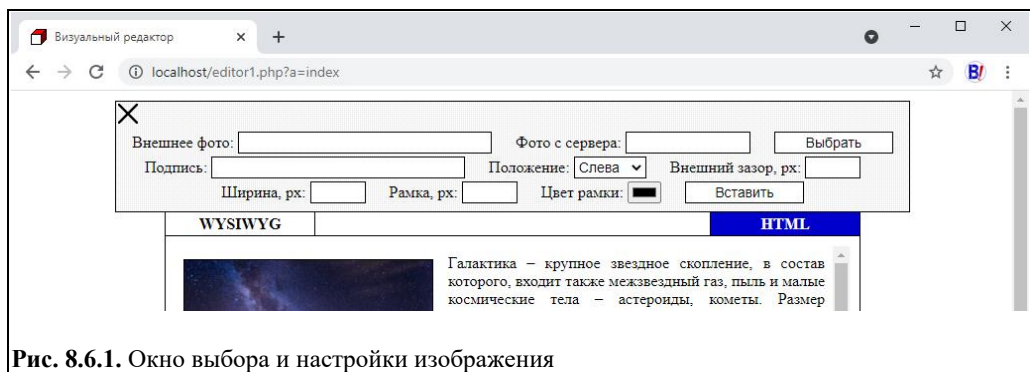 Визуальный редактор
localhost/editor1.php?a=index
B!
Внешнее фото: Фото с сервера: Выбрать
Подпись: Положение: Слева Внешний зазор, px:
Ширина, px: Рамка, px: Цвет рамки: Вставить
WYSIWYG HTML
Галактика – крупное звездное скопление, в состав
которого, входит также межзвездный газ, пыль и малые
космические тела – астероиды, кометы. Размер
Рис. 8.6.1. Окно выбора и настройки изображения